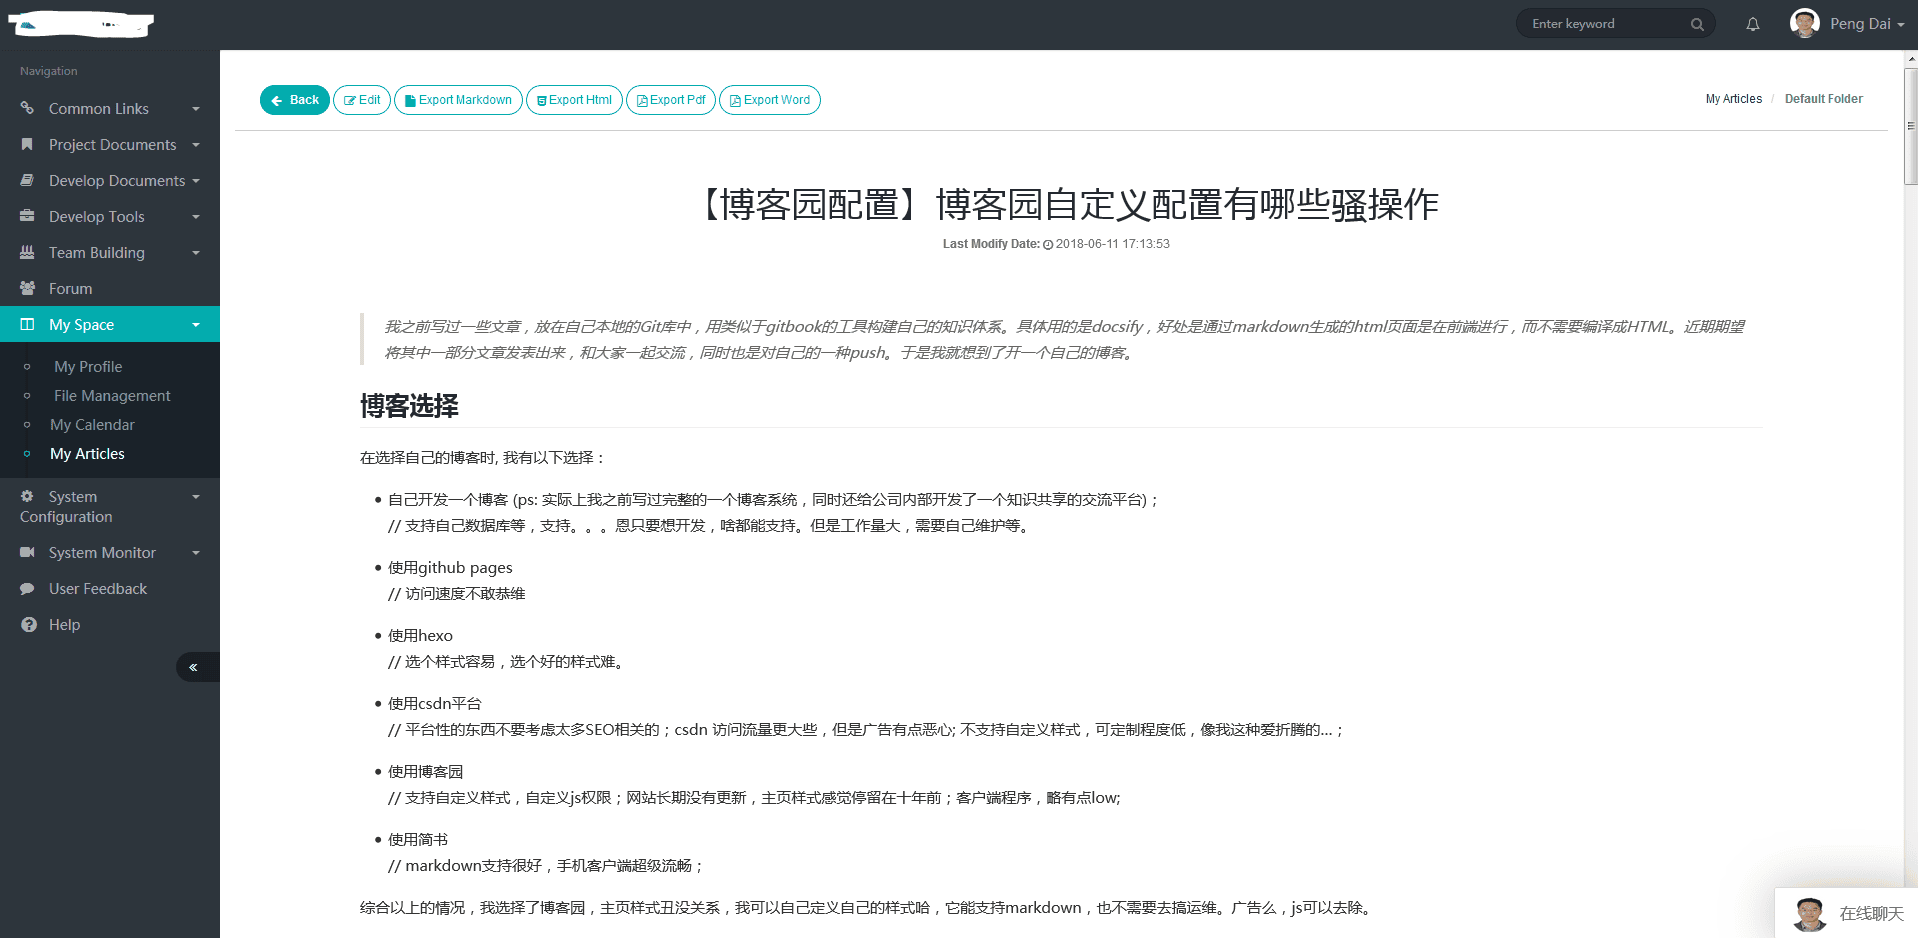 Enter keyword
Peng Dai
Navigation
Common Links
Project Documents
Develop Documents
Develop Tools
Team Building
Forum
My Space
My Profile
File Management
My Calendar
My Articles
System
Configuration
System Monitor
User Feedback
Help
Back Edit Export Markdown Export Html Export Pdf Export Word
My Articles / Default Folder
【博客园配置】博客园自定义配置有哪些骚操作
Last Modify Date: 2018-06-11 17:13:53
我之前写过一些文章，放在自己本地的Git库中，用类似于gitbook的工具构建自己的知识体系。具体用的是docsify，好处是通过markdown生成的html页面是在前端进行，而不需要编译成HTML。近期期望
将其中一部分文章发表出来，和大家一起交流，同时也是对自己的一种push。于是我就想到了开一个自己的博客。
博客选择
在选择自己的博客时, 我有以下选择：
• 自己开发一个博客 (ps: 实际上我之前写过完整的一个博客系统，同时还给公司内部开发了一个知识共享的交流平台)；
// 支持自己数据库等，支持。。。恩只要想开发，啥都能支持。但是工作量大，需要自己维护等。
• 使用github pages
// 访问速度不敢恭维
• 使用hexo
// 选个样式容易，选个好的样式难。
• 使用csdn平台
// 平台性的东西不要考虑太多SEO相关的；csdn 访问流量更大些，但是广告有点恶心; 不支持自定义样式，可定制程度低，像我这种爱折腾的...；
• 使用博客园
// 支持自定义样式，自定义js权限；网站长期没有更新，主页样式感觉停留在十年前；客户端程序，略有点low;
• 使用简书
// markdown支持很好，手机客户端超级流畅；
综合以上的情况，我选择了博客园，主页样式丑没关系，我可以自己定义自己的样式哈，它能支持markdown，也不需要去搞运维。广告么，js可以去除。
在线聊天